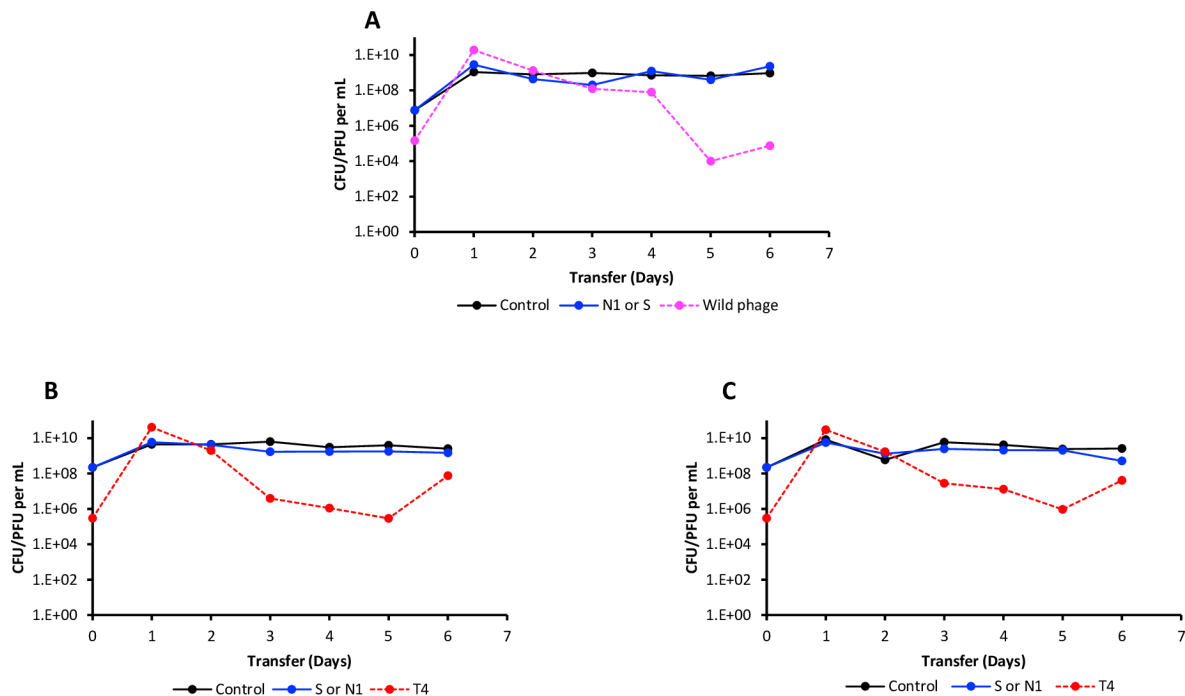 A
1.E+10
1.E+08
1.E+06
1.E+04
1.E+02
1.E+00
CFU/PFU per mL
0 1 2 3 4 5 6 7
Transfer (Days)
Control N1 or S Wild phage
B
1.E+10
1.E+08
1.E+06
1.E+04
1.E+02
1.E+00
CFU/PFU per mL
0 1 2 3 4 5 6 7
Transfer (Days)
Control S or N1 T4
C
1.E+10
1.E+08
1.E+06
1.E+04
1.E+02
1.E+00
CFU/PFU per mL
0 1 2 3 4 5 6 7
Transfer (Days)
Control S or N1 T4